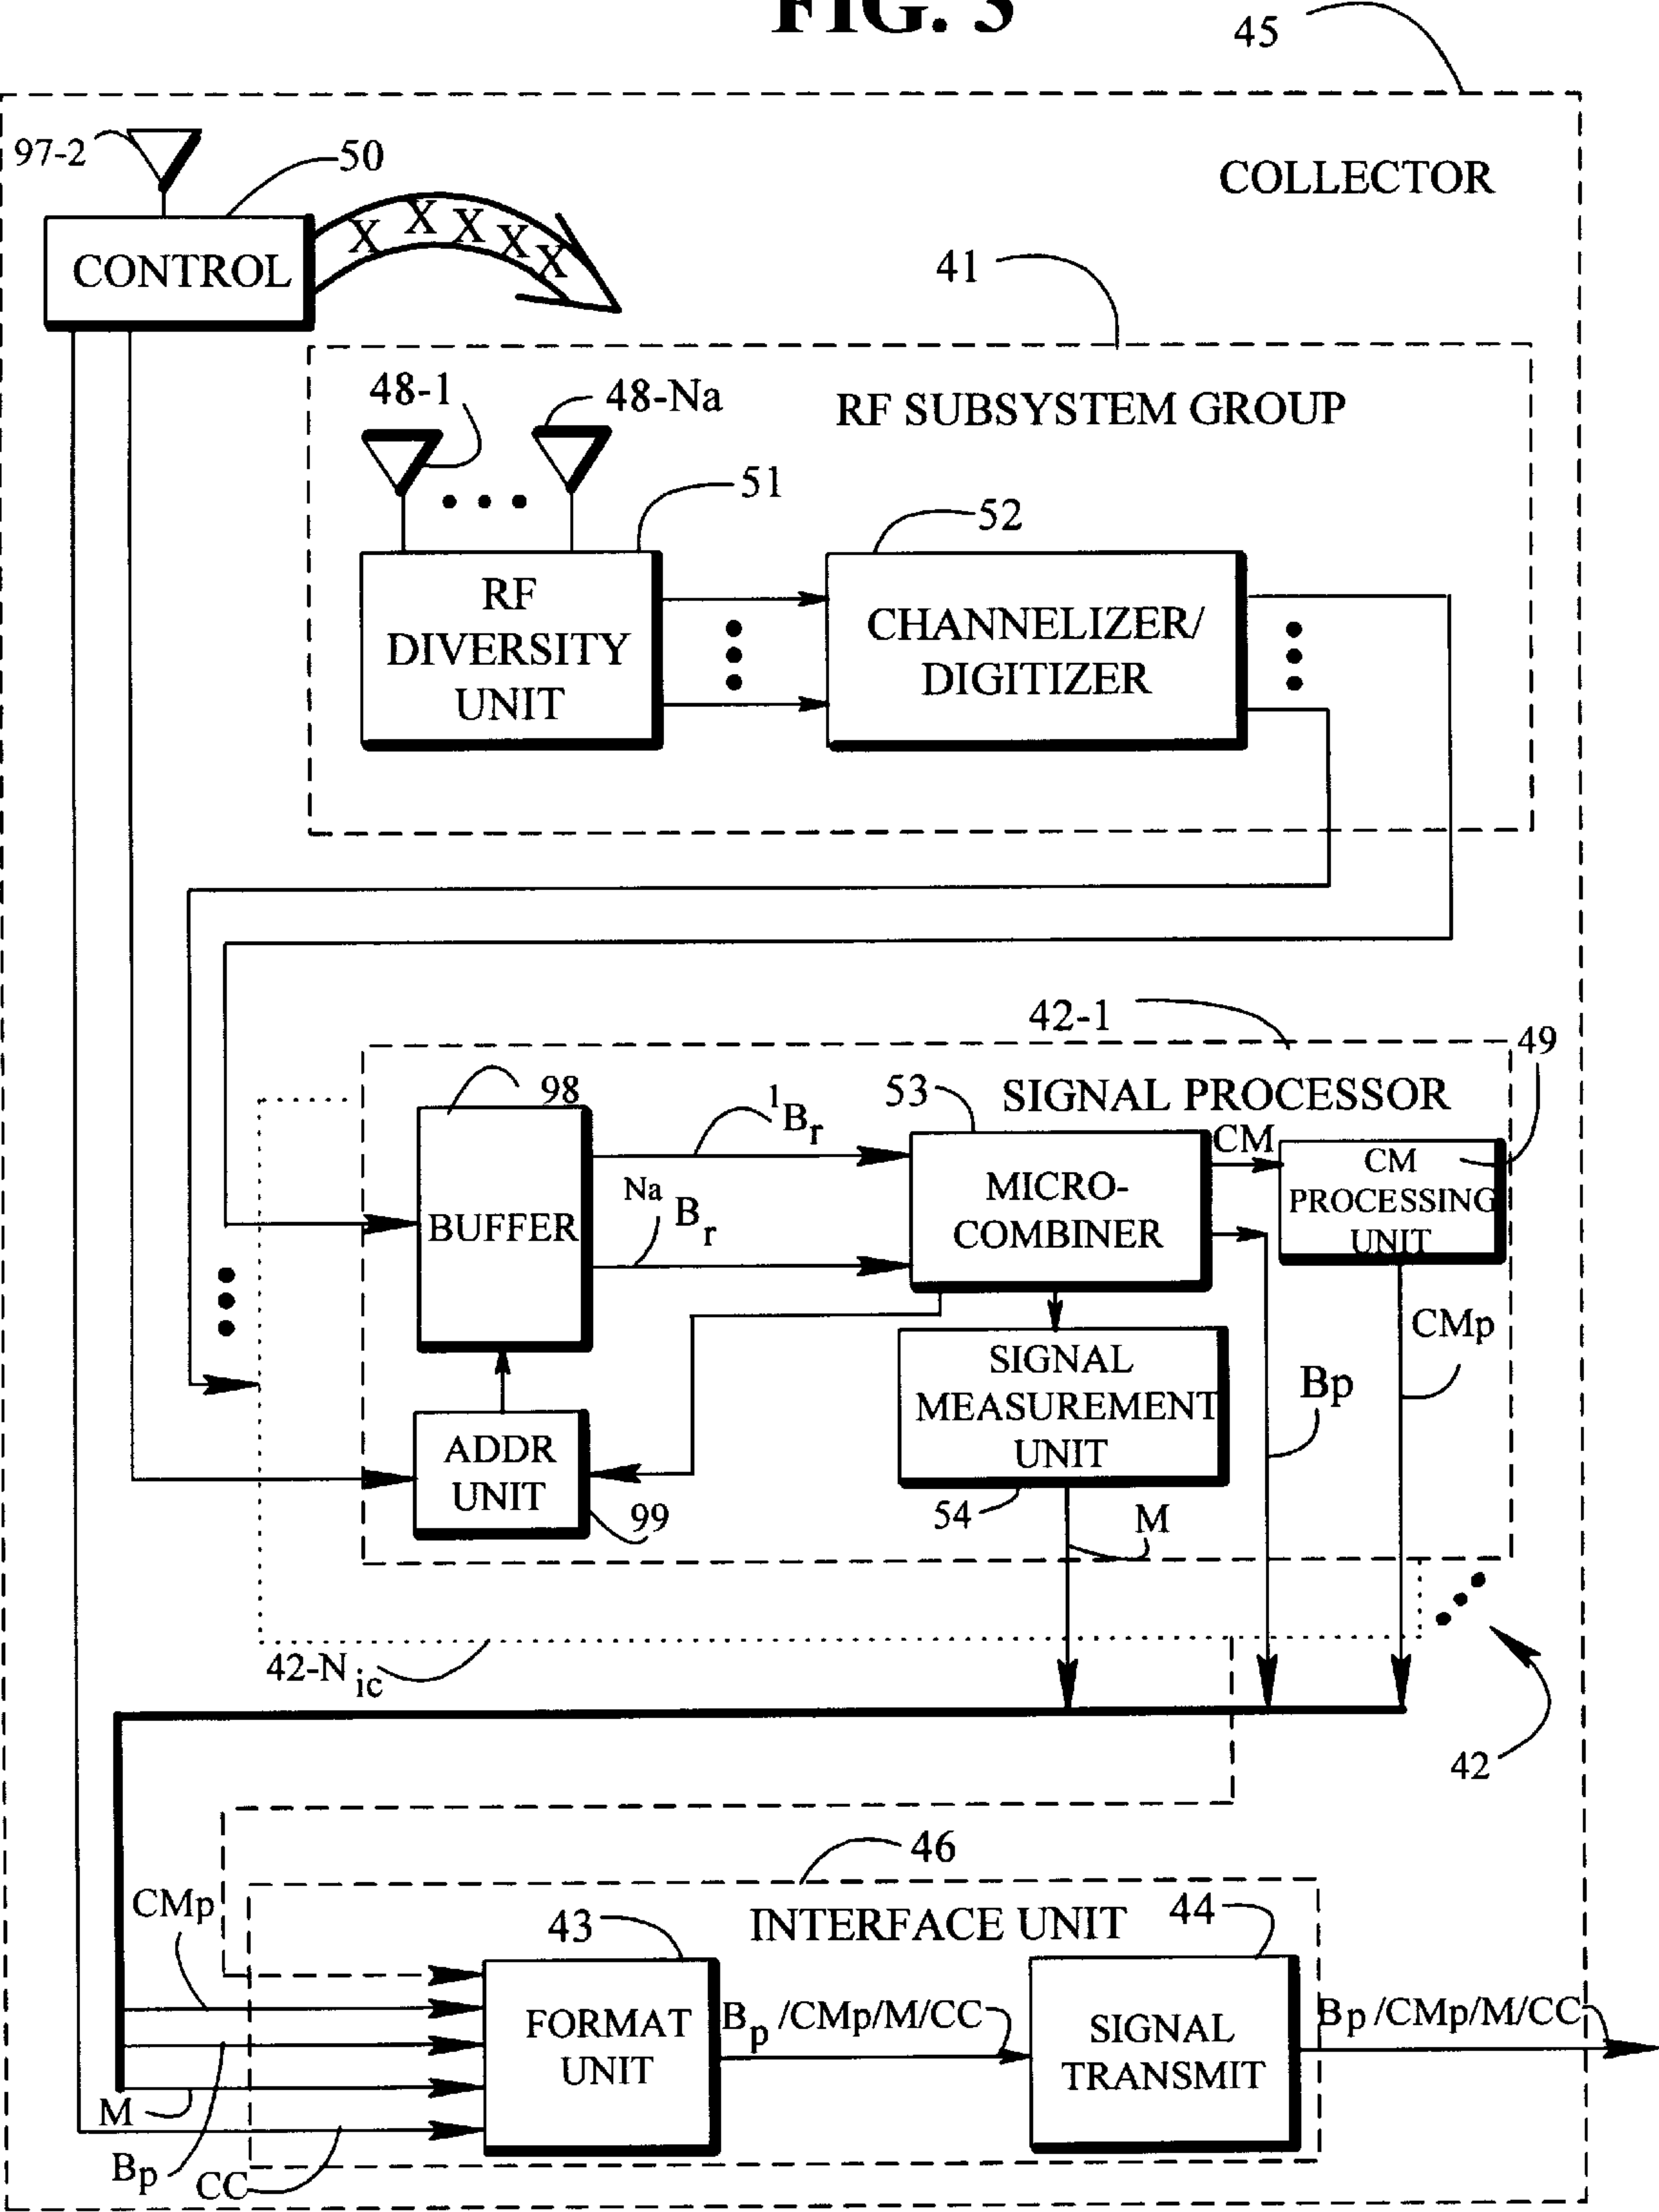 FIG. 3
45
97-2
50
COLLECTOR
X X X X X
CONTROL
41
48-1
48-Na
RF SUBSYSTEM GROUP
51
52
RF
DIVERSITY
UNIT
CHANNELIZER/
DIGITIZER
42-1
49
98
1Br
53
SIGNAL PROCESSOR
CM
BUFFER
NaBr
MICRO-
COMBINER
CM
PROCESSING
UNIT
CMp
SIGNAL
MEASUREMENT
UNIT
Bp
ADDR
UNIT
99
54
M
42-Nic
42
46
CMp
43
INTERFACE UNIT
44
FORMAT
UNIT
Bp/CMp/M/CC
SIGNAL
TRANSMIT
Bp/CMp/M/CC
M
Bp
CC